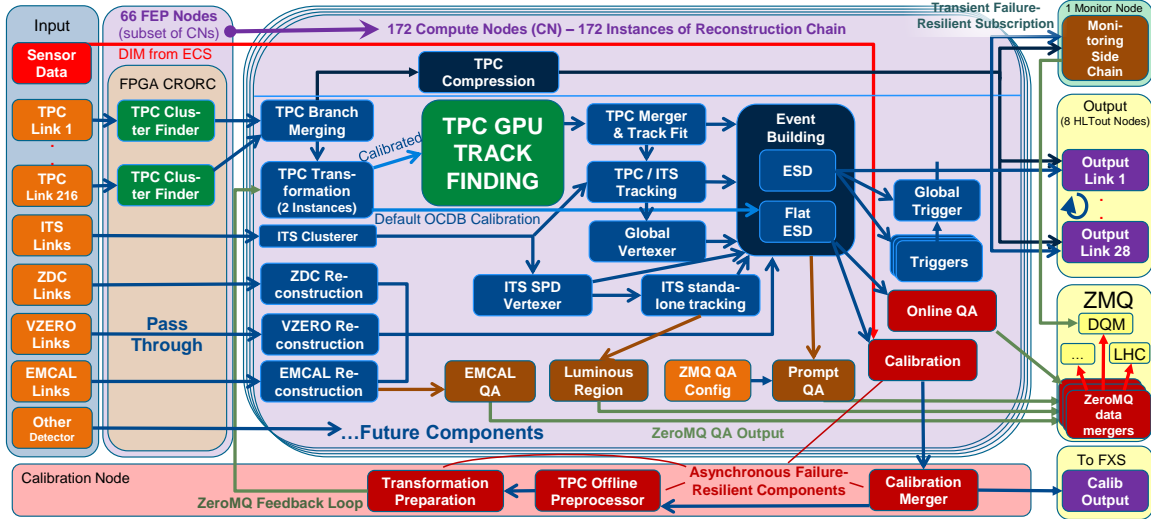 Input
Sensor
Data
TPC
Link 1
TPC
Link 216
ITS
Links
ZDC
Links
VZERO
Links
EMCAL
Links
Other
Detector
66 FEP Nodes
(subset of CNs)
DIM from ECS
FPGA CRORC
TPC Clus-
ter Finder
TPC Clus-
ter Finder
Pass
Through
172 Compute Nodes (CN) – 172 Instances of Reconstruction Chain
Transient Failure-
Resilient Subscription
TPC
Compression
TPC Branch
Merging
Calibrated
TPC Trans-
formation
(2 Instances)
TPC GPU
TRACK
FINDING
TPC Merger
& Track Fit
TPC / ITS
Tracking
Default OCDB Calibration
Global
Vertexer
ITS Clusterer
Event
Building
ESD
Flat
ESD
Global
Trigger
Triggers
ZDC Re-
construction
ITS SPD
Vertexer
ITS standa-
lone tracking
VZERO Re-
construction
EMCAL Re-
construction
EMCAL
QA
Luminous
Region
ZMQ QA
Config
Prompt
QA
Online QA
Calibration
...Future Components
ZeroMQ QA Output
1 Monitor Node
Moni-
toring
Side
Chain
Output
(8 HLTout Nodes)
Output
Link 1
Output
Link 28
ZMQ
DQM
...
LHC
ZeroMQ
data
mergers
To FXS
Calib
Output
Calibration Node
ZeroMQ Feedback Loop
Transformation
Preparation
TPC Offline
Preprocessor
Asynchronous Failure-
Resilient Components
Calibration
Merger